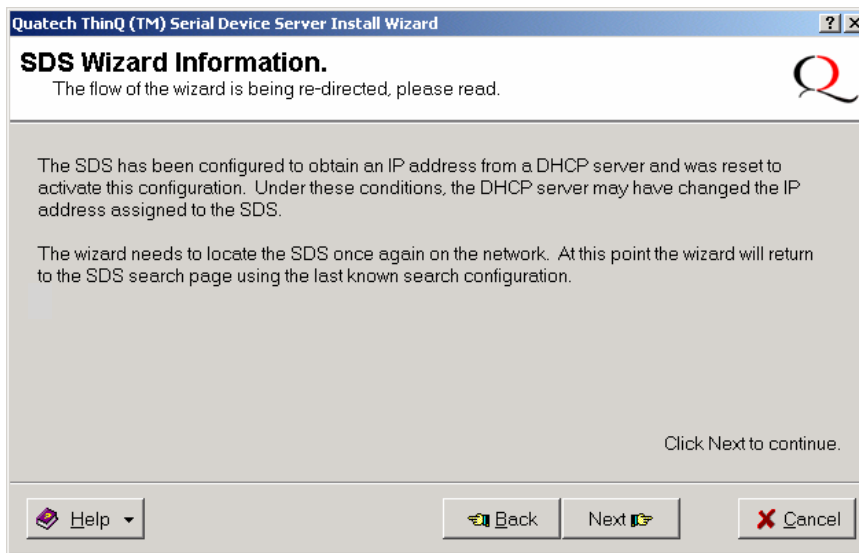 Quatech ThinQ (TM) Serial Device Server Install Wizard
SDS Wizard Information.
The flow of the wizard is being re-directed, please read.
The SDS has been configured to obtain an IP address from a DHCP server and was reset to
activate this configuration. Under these conditions, the DHCP server may have changed the IP
address assigned to the SDS.
The wizard needs to locate the SDS once again on the network. At this point the wizard will return
to the SDS search page using the last known search configuration.
Click Next to continue.
Help
Back
Next
Cancel